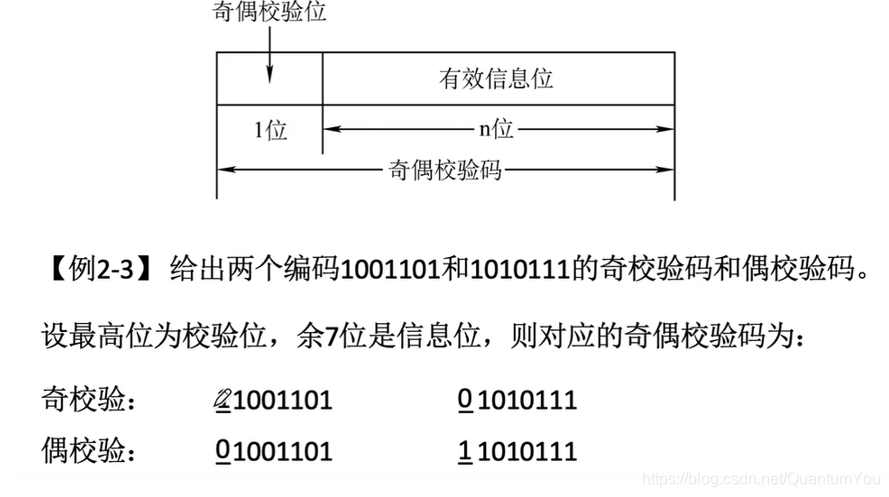 奇偶校验位
有效信息位
1位 n位
奇偶校验码
【例2-3】 给出两个编码1001101和1010111的奇校验码和偶校验码。
设最高位为校验位，余7位是信息位，则对应的奇偶校验码为：
奇校验： 1001101 0 1010111
偶校验： 01001101 1 1010111
https://blog.csdn.net/QuantumYou